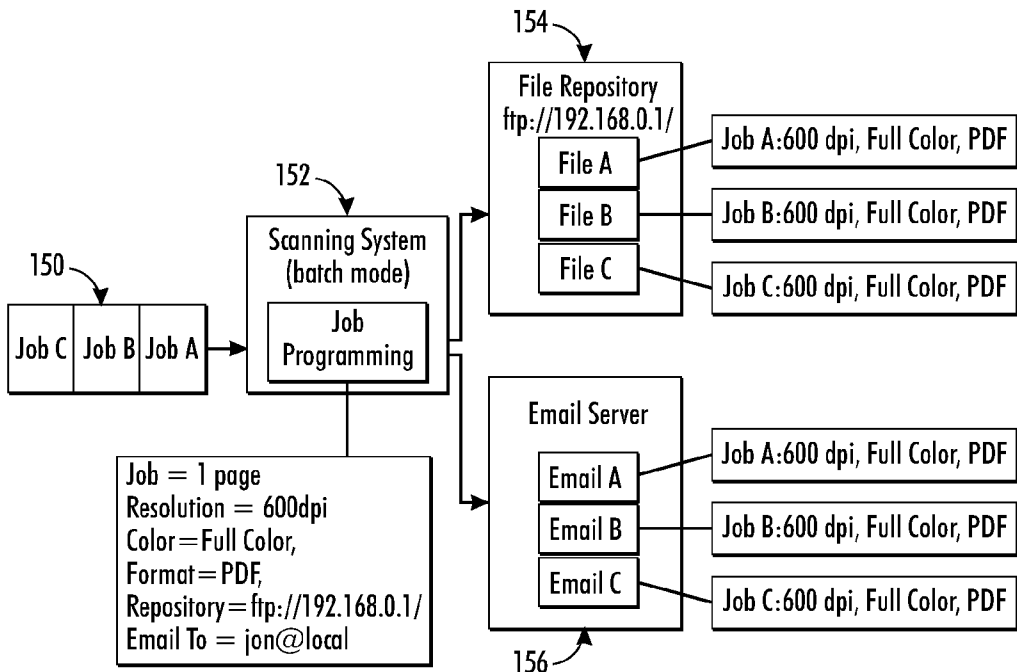 154
File Repository
ftp://192.168.0.1/
File A
File B
File C
Job A:600 dpi, Full Color, PDF
Job B:600 dpi, Full Color, PDF
Job C:600 dpi, Full Color, PDF
152
Scanning System
(batch mode)
Job
Programming
150
Job C
Job B
Job A
Job = 1 page
Resolution = 600dpi
Color=Full Color,
Format=PDF,
Repository=ftp://192.168.0.1/
Email To = jon@local
Email Server
Email A
Email B
Email C
Job A:600 dpi, Full Color, PDF
Job B:600 dpi, Full Color, PDF
Job C:600 dpi, Full Color, PDF
156